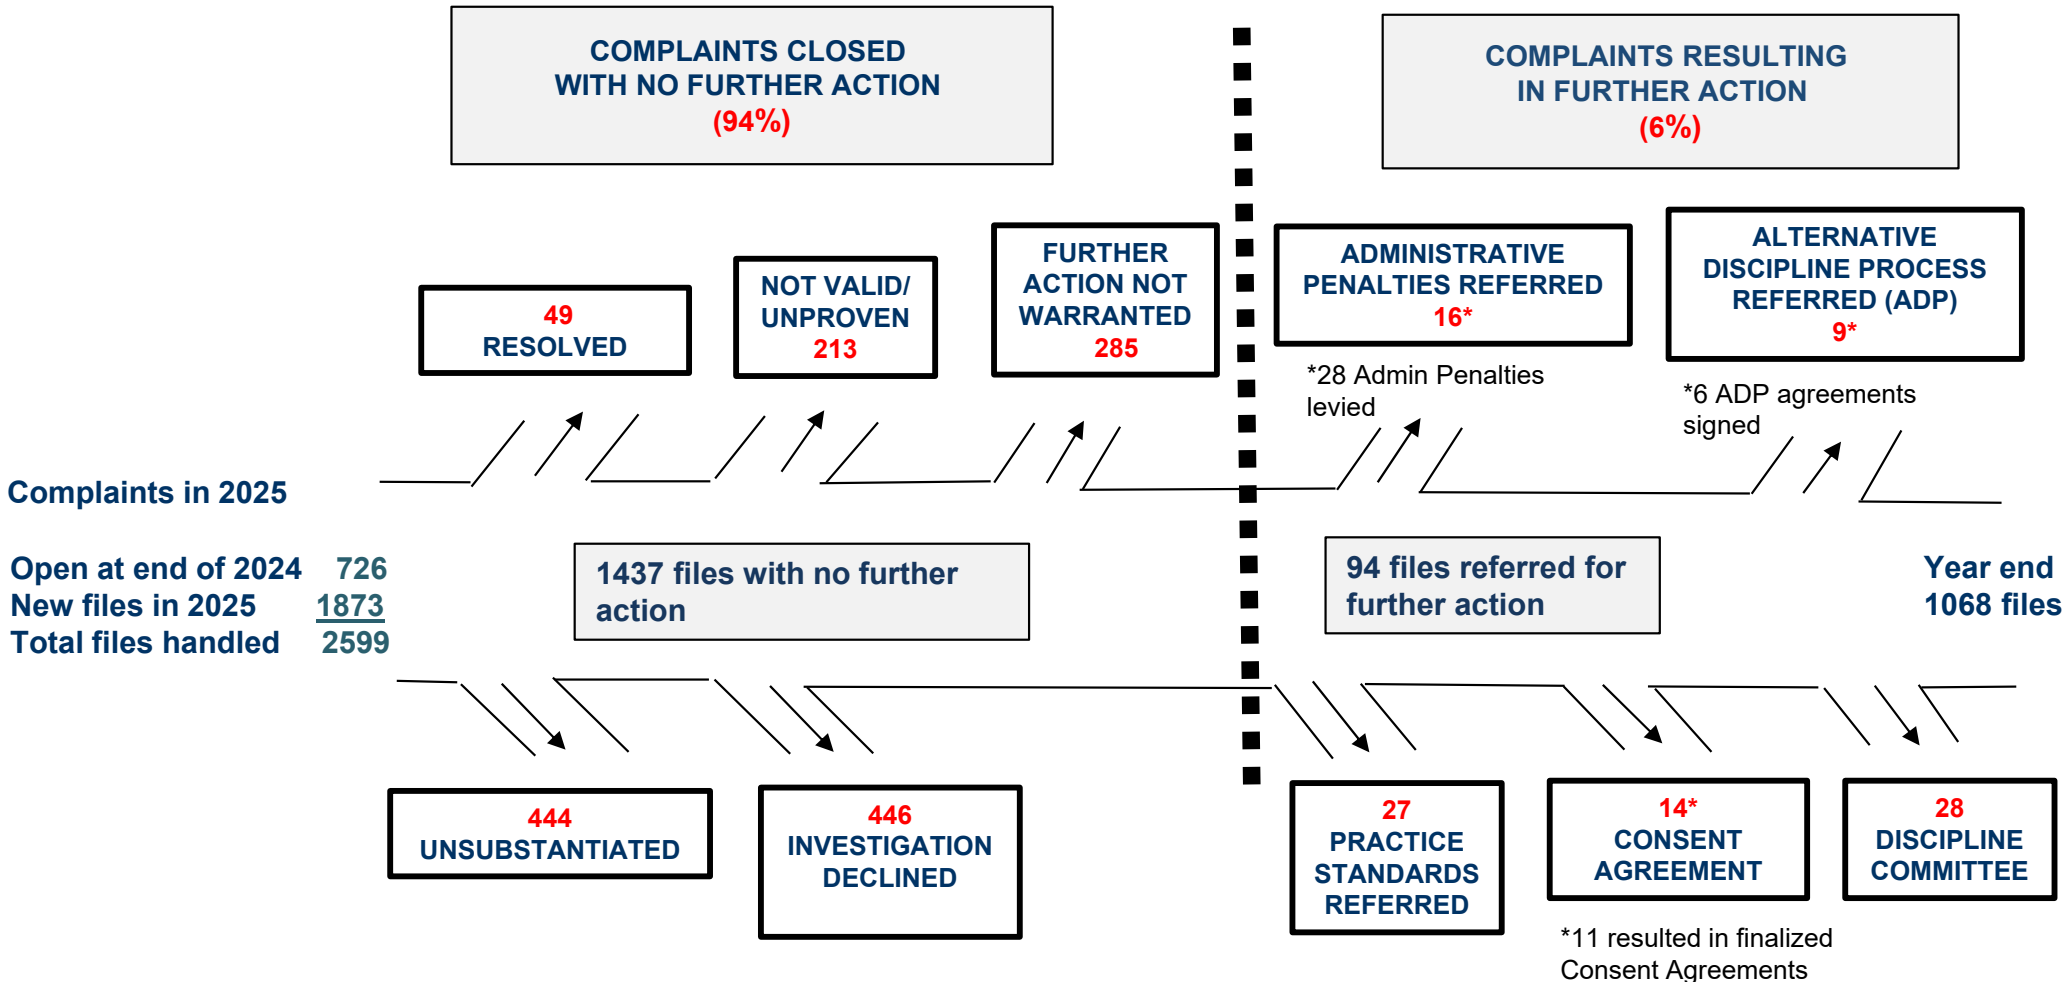 COMPLAINTS CLOSED
WITH NO FURTHER ACTION
(94%)
COMPLAINTS RESULTING
IN FURTHER ACTION
(6%)
49
RESOLVED
NOT VALID/
UNPROVEN
213
FURTHER
ACTION NOT
WARRANTED
285
ADMINISTRATIVE
PENALTIES REFERRED
16*
*28 Admin Penalties
levied
ALTERNATIVE
DISCIPLINE PROCESS
REFERRED (ADP)
9*
*6 ADP agreements
signed
Complaints in 2025
Open at end of 2024 726
New files in 2025 1873
Total files handled 2599
1437 files with no further
action
94 files referred for
further action
Year end
1068 files
444
UNSUBSTANTIATED
446
INVESTIGATION
DECLINED
27
PRACTICE
STANDARDS
REFERRED
14*
CONSENT
AGREEMENT
*11 resulted in finalized
Consent Agreements
28
DISCIPLINE
COMMITTEE